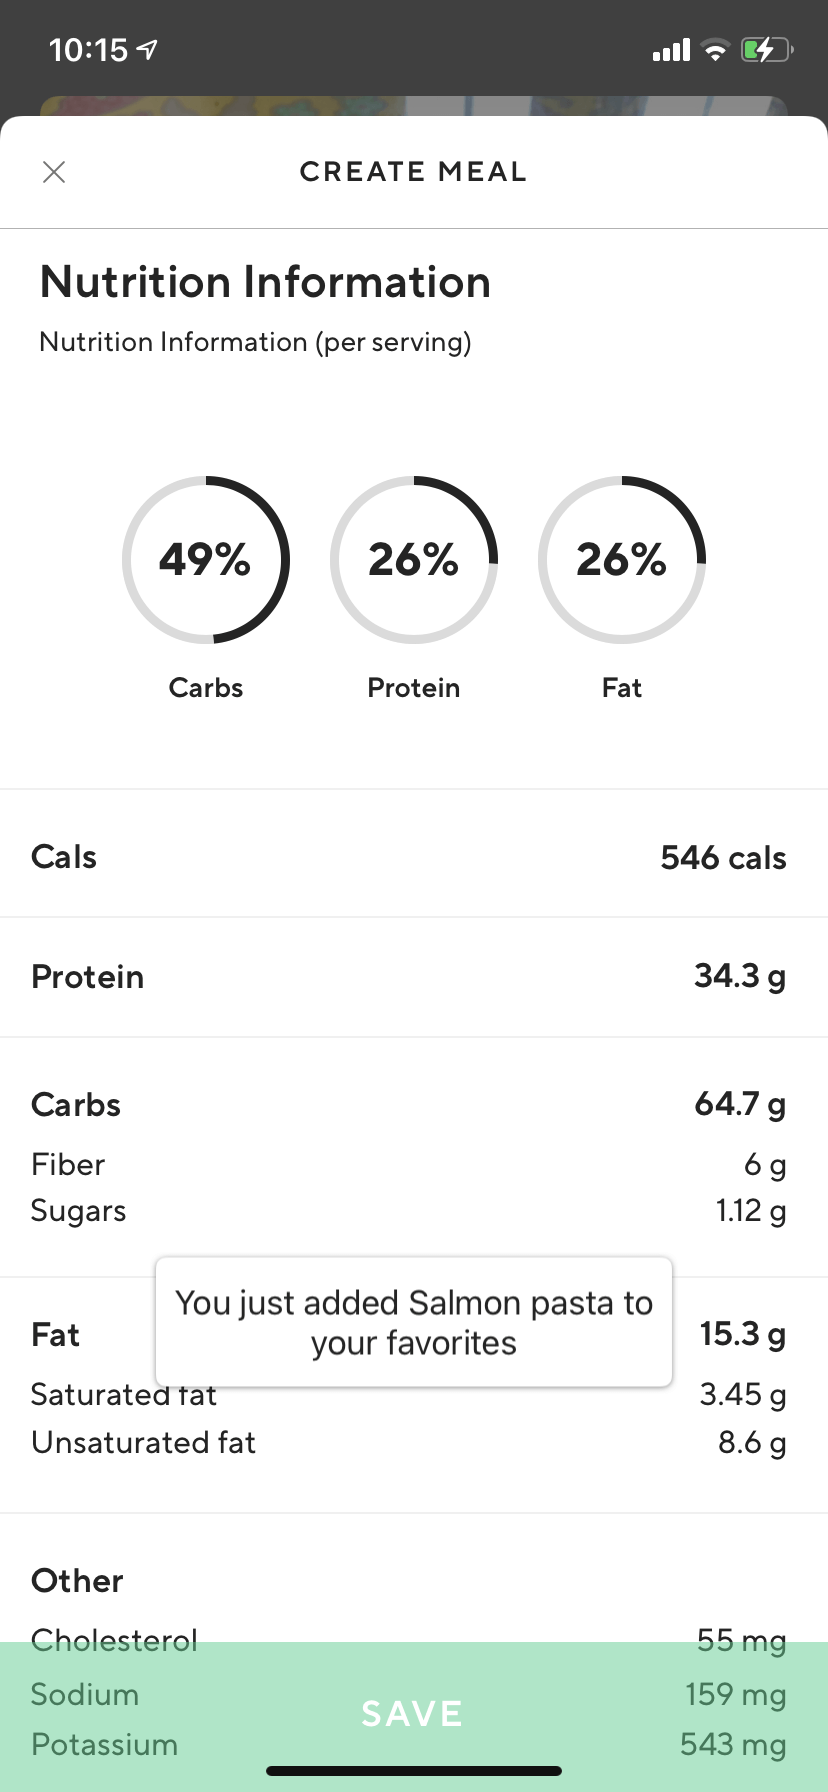 10:15
CREATE MEAL
Nutrition Information
Nutrition Information (per serving)
49% 26% 26%
Carbs Protein Fat
Cals 546 cals
Protein 34.3 g
Carbs 64.7 g
Fiber 6 g
Sugars 1.12 g
You just added Salmon pasta to
your favorites
Fat 15.3 g
Saturated fat 3.45 g
Unsaturated fat 8.6 g
Other
Cholesterol 55 mg
Sodium 159 mg
SAVE
Potassium 543 mg